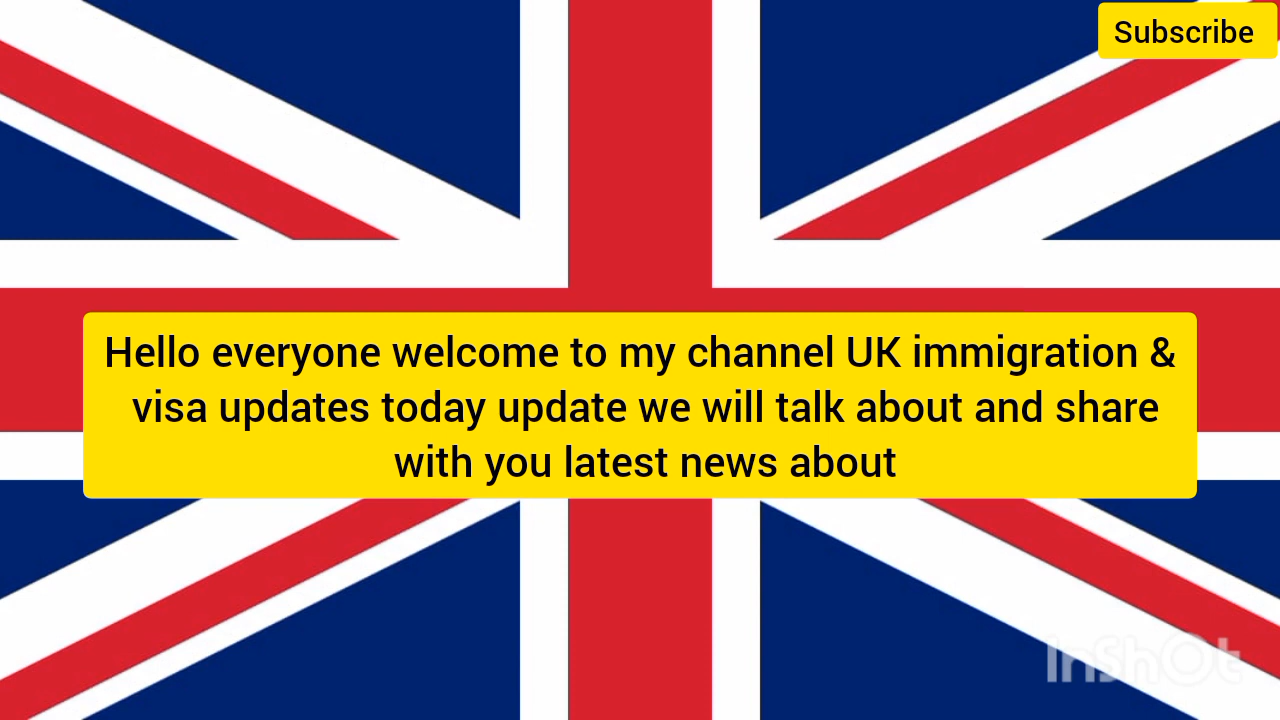 Subscribe
Hello everyone welcome to my channel UK immigration &
visa updates today update we will talk about and share
with you latest news about
InShOt